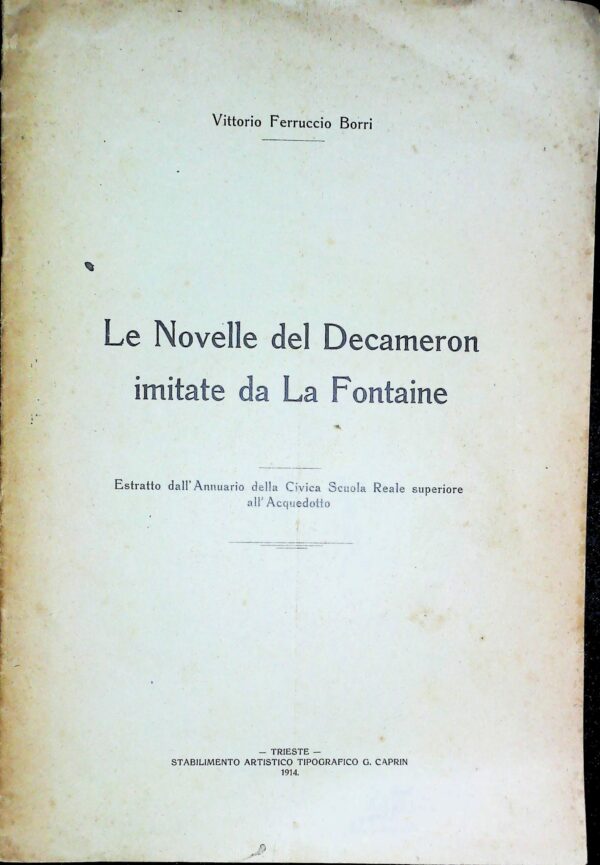 Vittorio Ferruccio Borri
Le Novelle del Decameron
imitate da La Fontaine
Estratto dall'Annuario della Civica Scuola Reale superiore
all'Acquedotto
— TRIESTE —
STABILIMENTO ARTISTICO TIPOGRAFICO G. CAPRIN
1914.